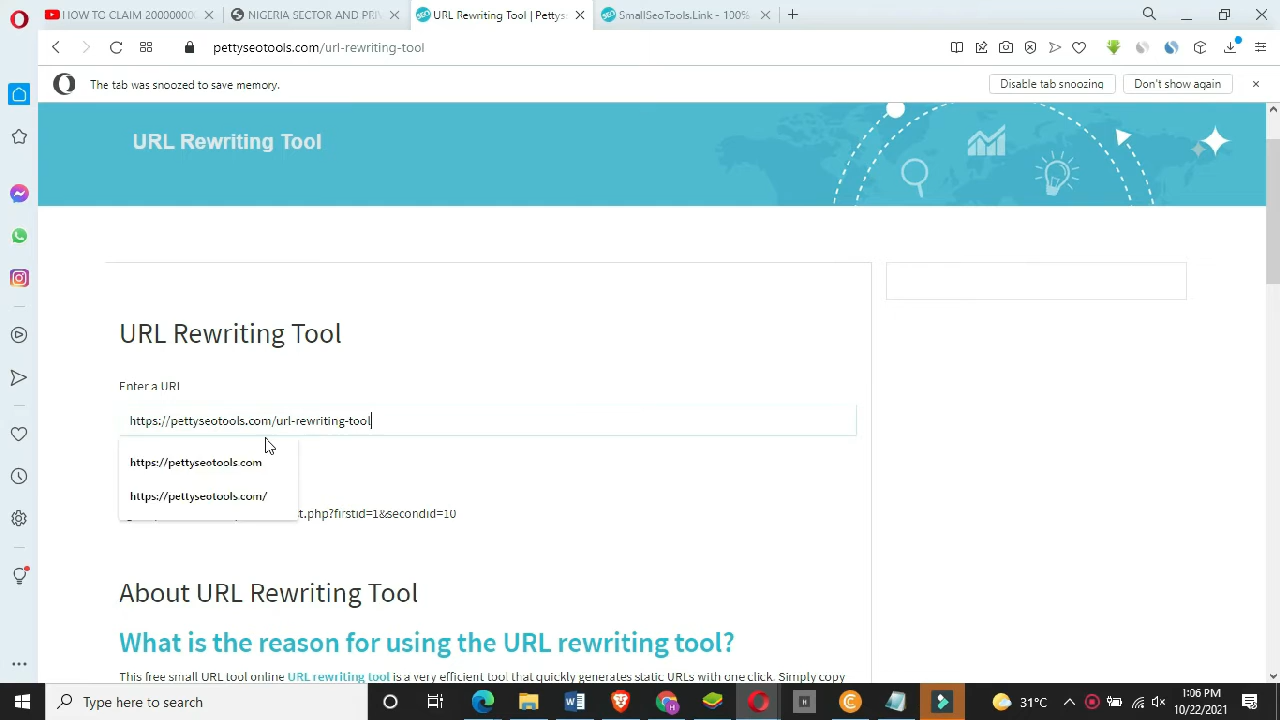 HOW TO CLAIM 20000000
NIGERIA SECTOR AND PRI
URL Rewriting Tool | Pettys
SmallSeoTools.Link - 100%
pettyseotools.com/url-rewriting-tool
The tab was snoozed to save memory.
Disable tab snoozing
Don't show again
URL Rewriting Tool
URL Rewriting Tool
Enter a URL
https://pettyseotools.com/url-rewriting-tool
https://pettyseotools.com
https://pettyseotools.com/
st.php?firstid=1&secondid=10
About URL Rewriting Tool
What is the reason for using the URL rewriting tool?
This free small URL tool online URL rewriting tool is a very efficient tool that quickly generates static URLs with one click. Simply copy
Type here to search
31°C
1:06 PM
10/22/2021